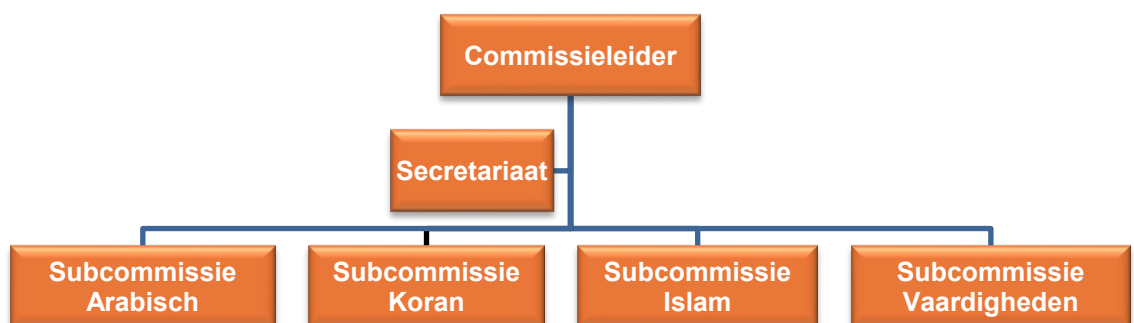 Commissieleider
Secretariaat
Subcommissie
Arabisch
Subcommissie
Koran
Subcommissie
Islam
Subcommissie
Vaardigheden